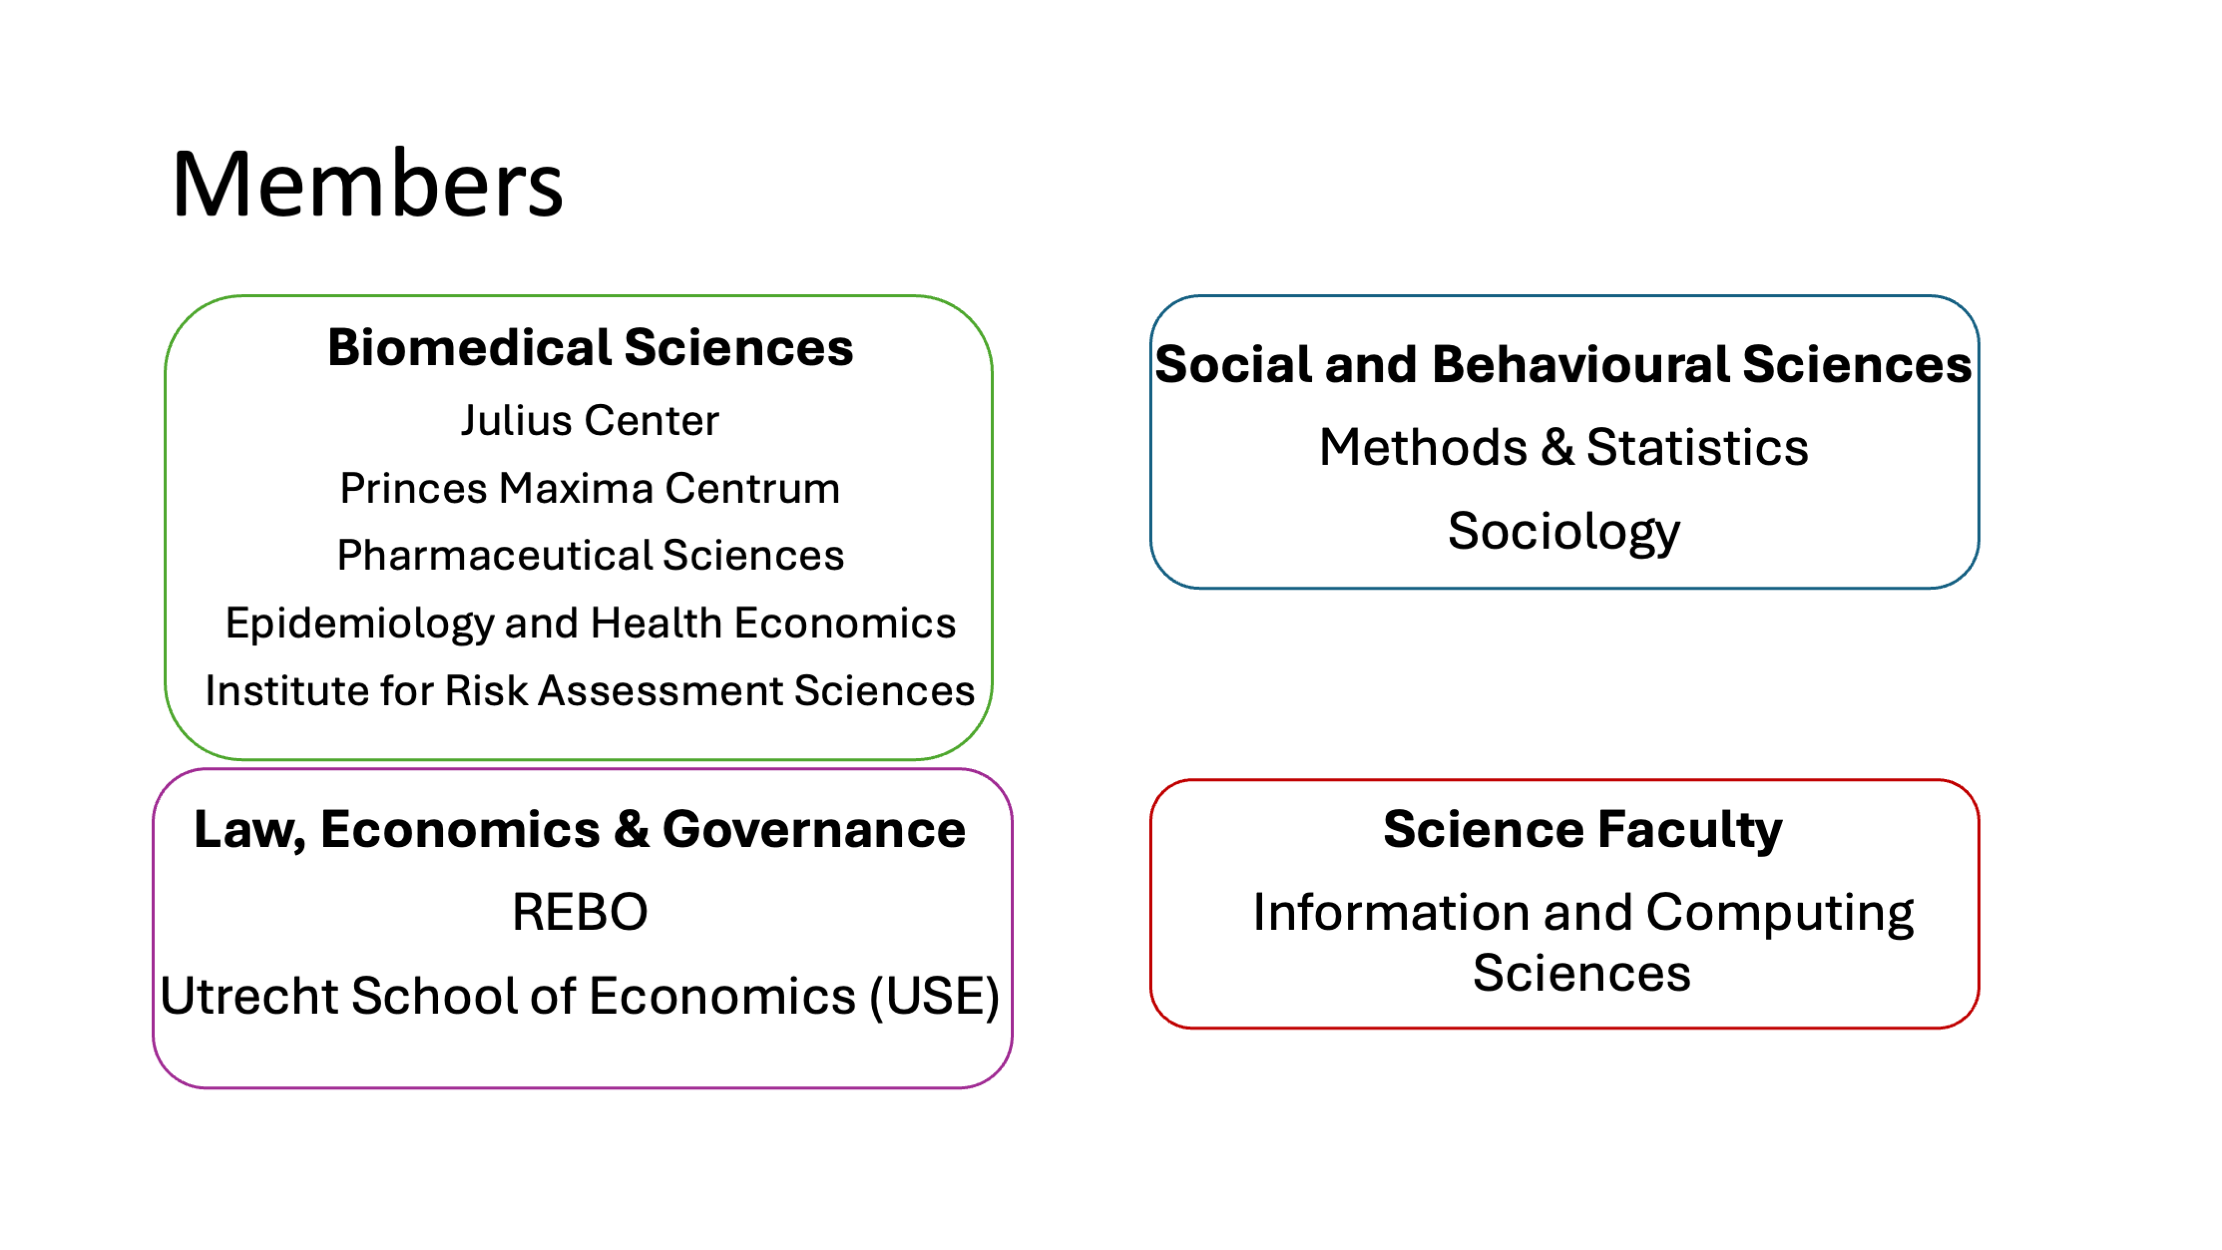 Members
Biomedical Sciences
Julius Center
Princes Maxima Centrum
Pharmaceutical Sciences
Epidemiology and Health Economics
Institute for Risk Assessment Sciences
Social and Behavioural Sciences
Methods & Statistics
Sociology
Law, Economics & Governance
REBO
Utrecht School of Economics (USE)
Science Faculty
Information and Computing
Sciences